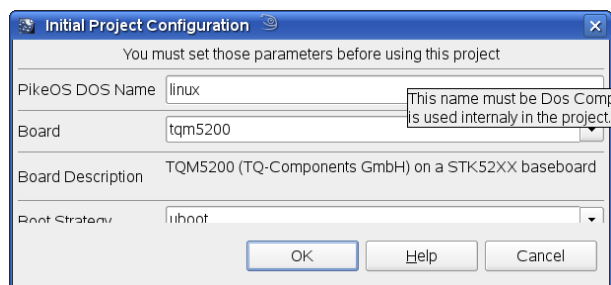 Initial Project Configuration
You must set those parameters before using this project
PikeOS DOS Name
linux
This name must be Dos Comp
is used internaly in the project.
Board
tqm5200
Board Description
TQM5200 (TQ-Components GmbH) on a STK52XX baseboard
Boot Strategy
uboot
OK
Help
Cancel